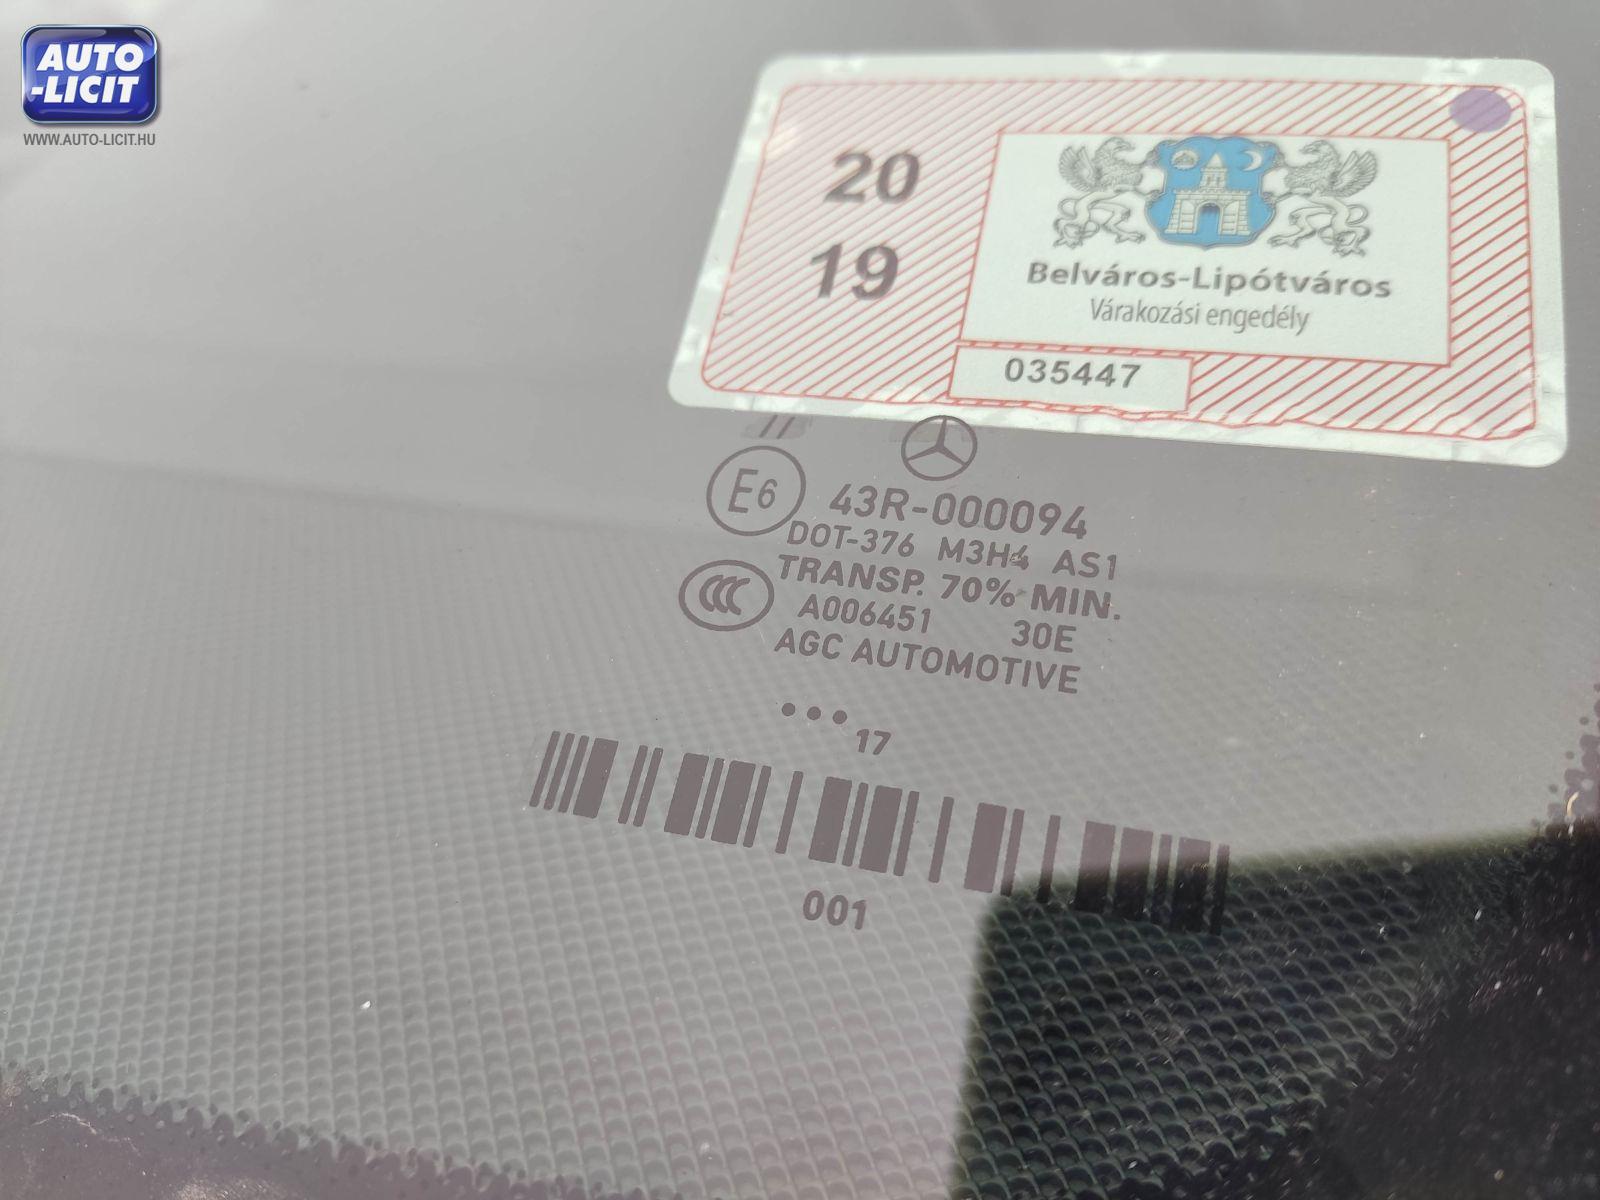 AUTO
-LICIT
WWW.AUTO-LICIT.HU
20
19
Belváros-Lipótváros
Várakozási engedély
035447
E6
43R-000094
DOT-376 M3H4 AS1
TRANSP. 70% MIN.
CCC
A006451 30E
AGC AUTOMOTIVE
... 17
001